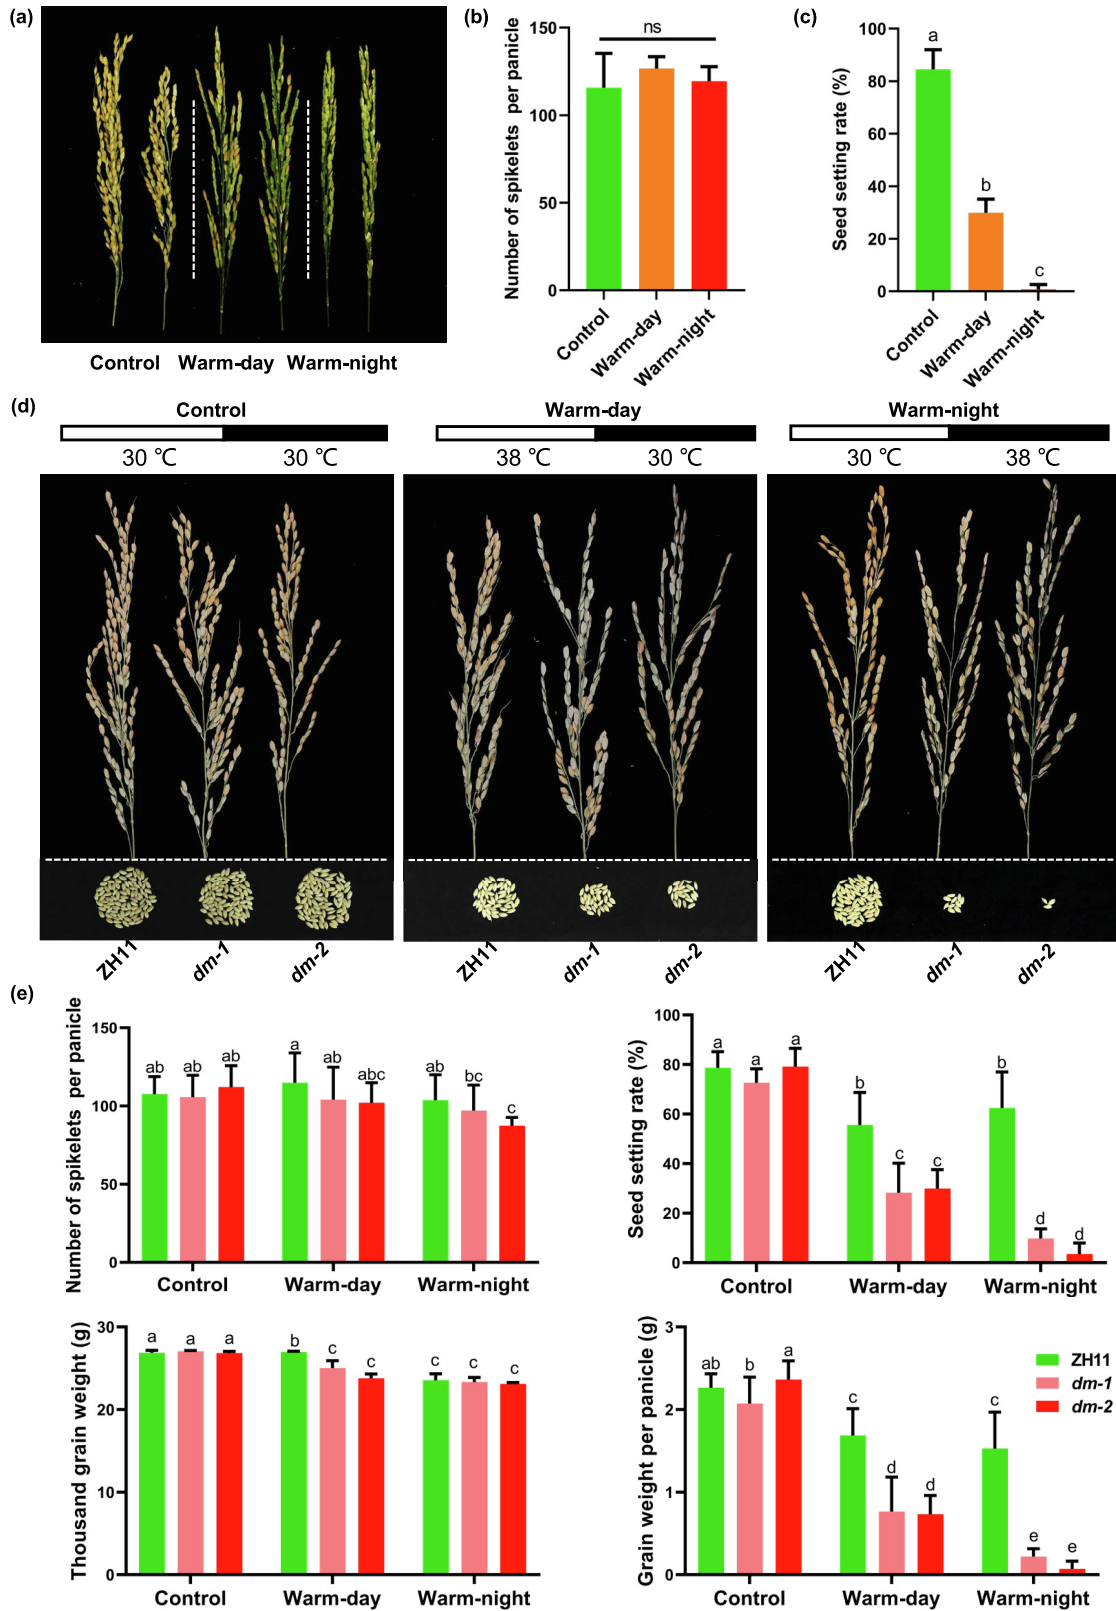 (a)
Control Warm-day Warm-night
(b)
Number of spikelets per panicle
150
100
50
0
ns
Control
Warm-day
Warm-night
(c)
Seed setting rate (%)
100
80
60
40
20
0
a
b
c
Control
Warm-day
Warm-night
(d)
Control
30 ℃ 30 ℃
Warm-day
38 ℃ 30 ℃
Warm-night
30 ℃ 38 ℃
ZH11 dm-1 dm-2
ZH11 dm-1 dm-2
ZH11 dm-1 dm-2
(e)
Number of spikelets per panicle
150
100
50
0
ab ab ab
a ab abc
ab bc c
Control Warm-day Warm-night
Seed setting rate (%)
100
80
60
40
20
0
a a a
b c c
b d d
Control Warm-day Warm-night
Thousand grain weight (g)
30
20
10
0
a a a
b c c
c c c
Control Warm-day Warm-night
Grain weight per panicle (g)
3
2
1
0
ab b a
c d d
c e e
Control Warm-day Warm-night
ZH11
dm-1
dm-2